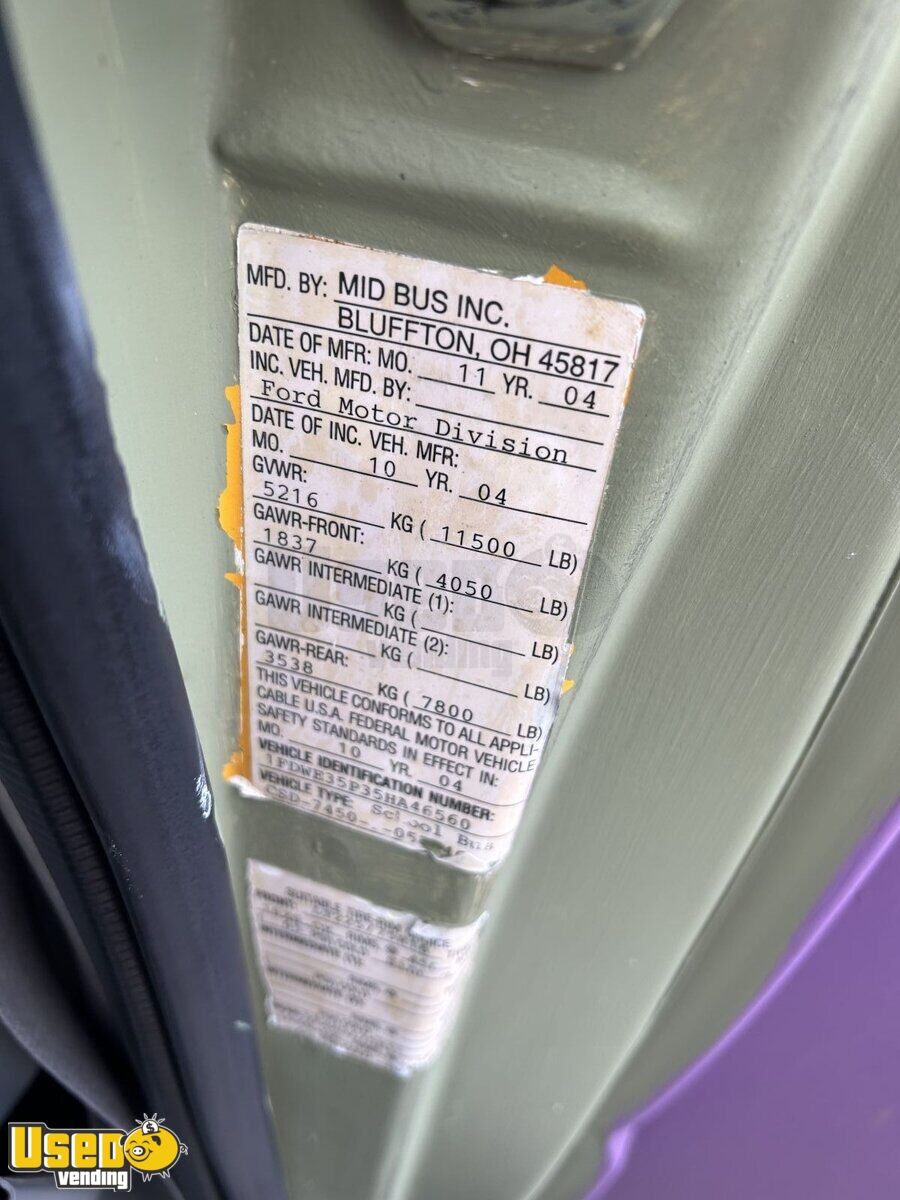 MFD. BY: MID BUS INC.
BLUFFTON, OH 45817
DATE OF MFR: MO. 11 YR. 04
INC. VEH. MFD. BY:
Ford Motor Division
DATE OF INC. VEH. MFR:
MO. 10 YR. 04
GVWR:
5216 KG ( 11500 LB)
GAWR-FRONT:
1837 KG ( 4050 LB)
GAWR INTERMEDIATE (1):
KG ( LB)
GAWR INTERMEDIATE (2):
KG ( LB)
GAWR-REAR:
3538 KG ( 7800 LB)
THIS VEHICLE CONFORMS TO ALL APPLI-
CABLE U.S.A. FEDERAL MOTOR VEHICLE
SAFETY STANDARDS IN EFFECT IN:
MO. 10 YR. 04
VEHICLE IDENTIFICATION NUMBER:
1FDWE35P35HA46560
VEHICLE TYPE: School Bus
USED
vending